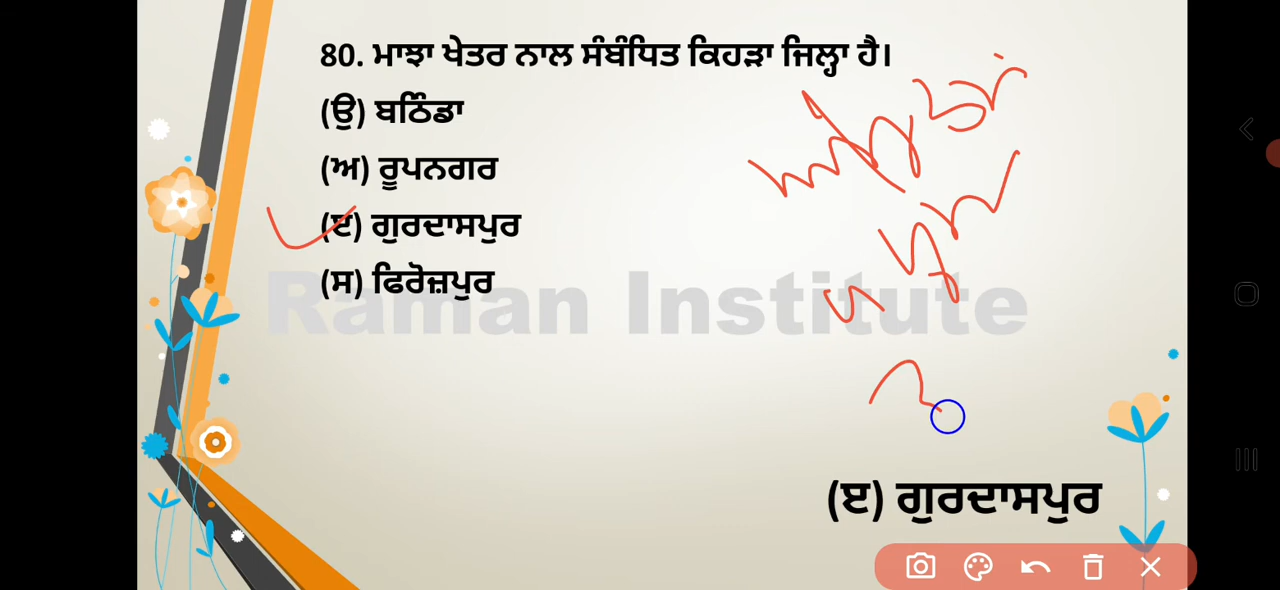 80. ਮਾਝਾ ਖੇਤਰ ਨਾਲ ਸੰਬੰਧਿਤ ਕਿਹੜਾ ਜਿਲ੍ਹਾ ਹੈ।
(ਉ) ਬਠਿੰਡਾ
(ਅ) ਰੂਪਨਗਰ
(ੲ) ਗੁਰਦਾਸਪੁਰ
(ਸ) ਫਿਰੋਜ਼ਪੁਰ
Raman Institute
(ੲ) ਗੁਰਦਾਸਪੁਰ